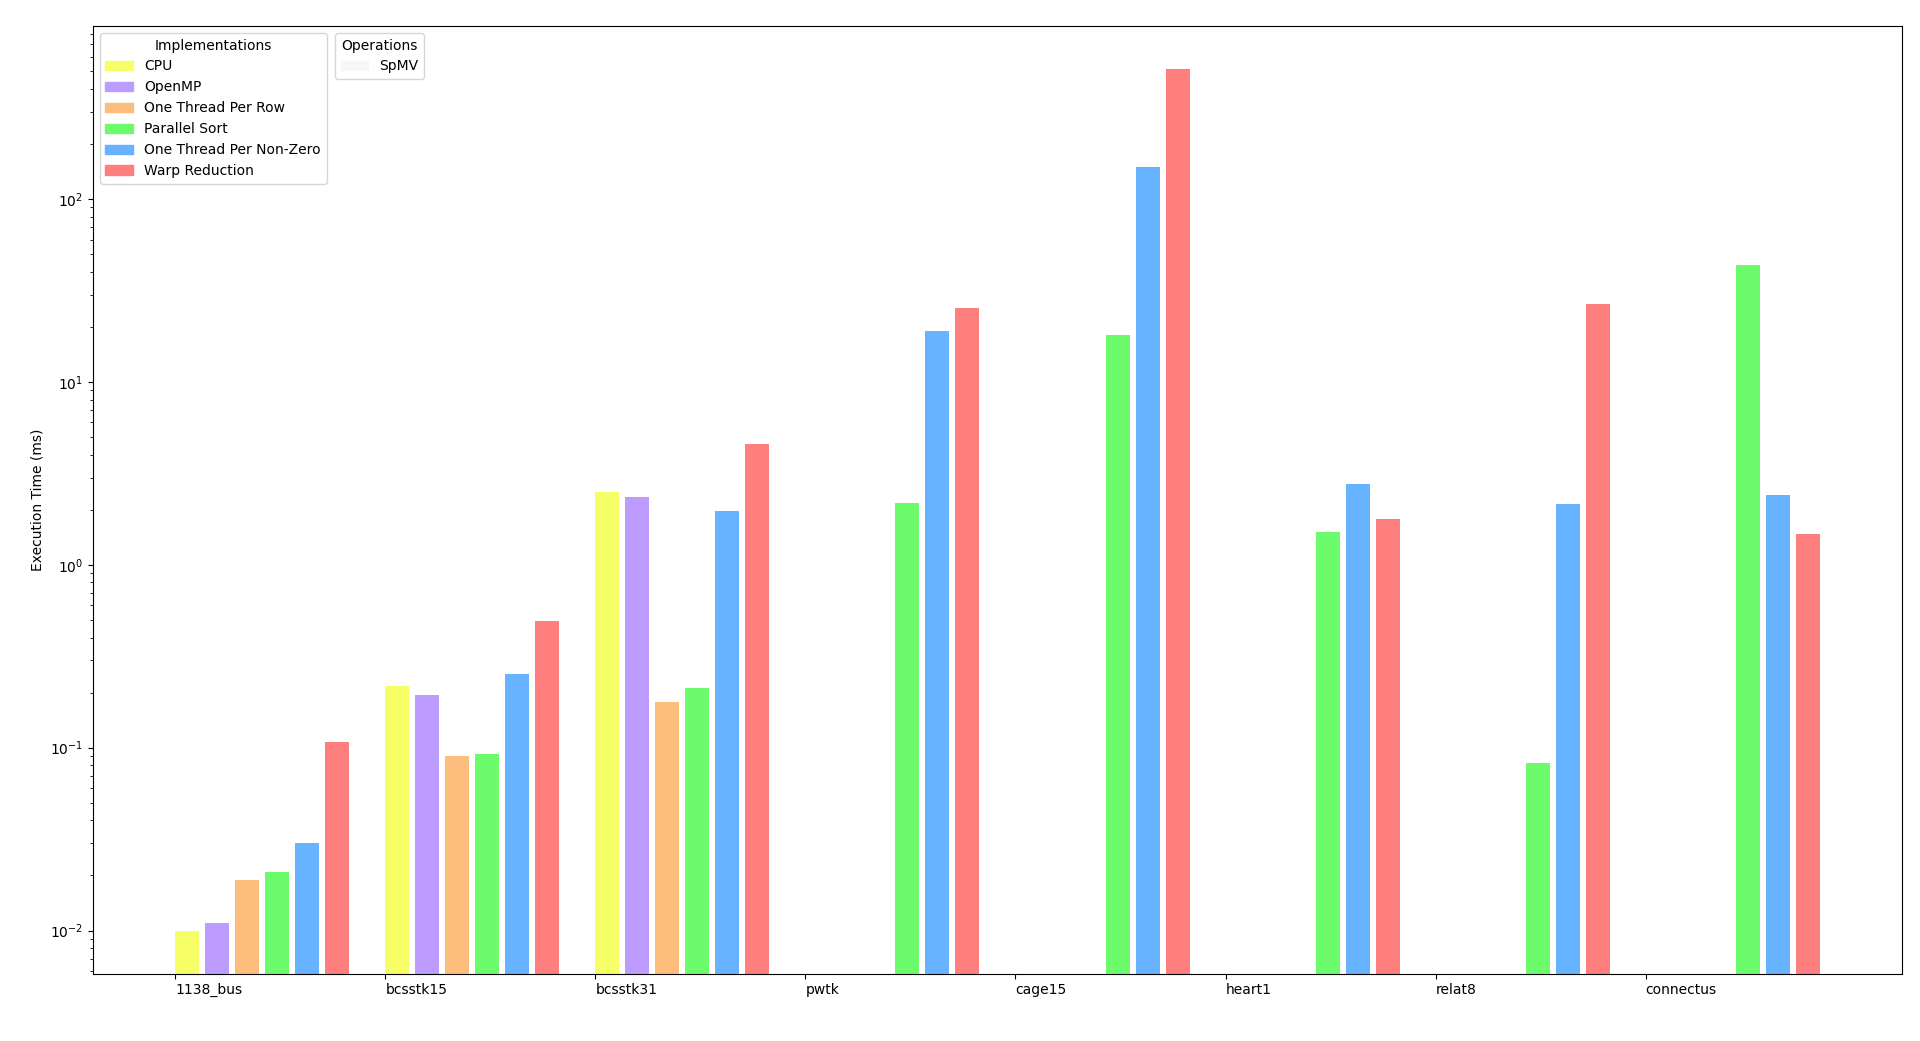 Implementations
CPU
OpenMP
One Thread Per Row
Parallel Sort
One Thread Per Non-Zero
Warp Reduction
Operations
SpMV
Execution Time (ms)
10²
10¹
10⁰
10⁻¹
10⁻²
1138_bus
bcsstk15
bcsstk31
pwtk
cage15
heart1
relat8
connectus